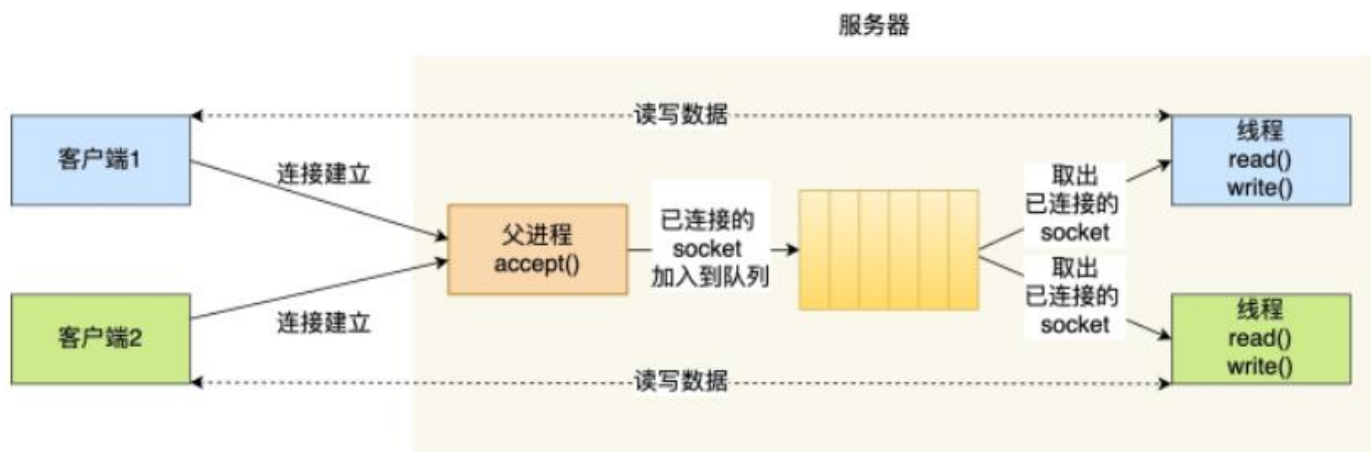 服务器
读写数据
客户端1
连接建立
父进程
accept()
已连接的
socket
加入到队列
取出
已连接的
socket
线程
read()
write()
客户端2
连接建立
取出
已连接的
socket
线程
read()
write()
读写数据